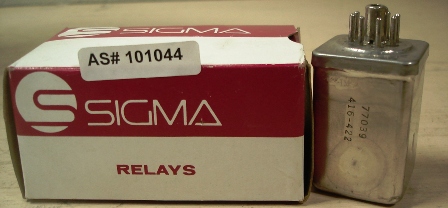 AS# 101044
S SIGMA
RELAYS
77039
416-422